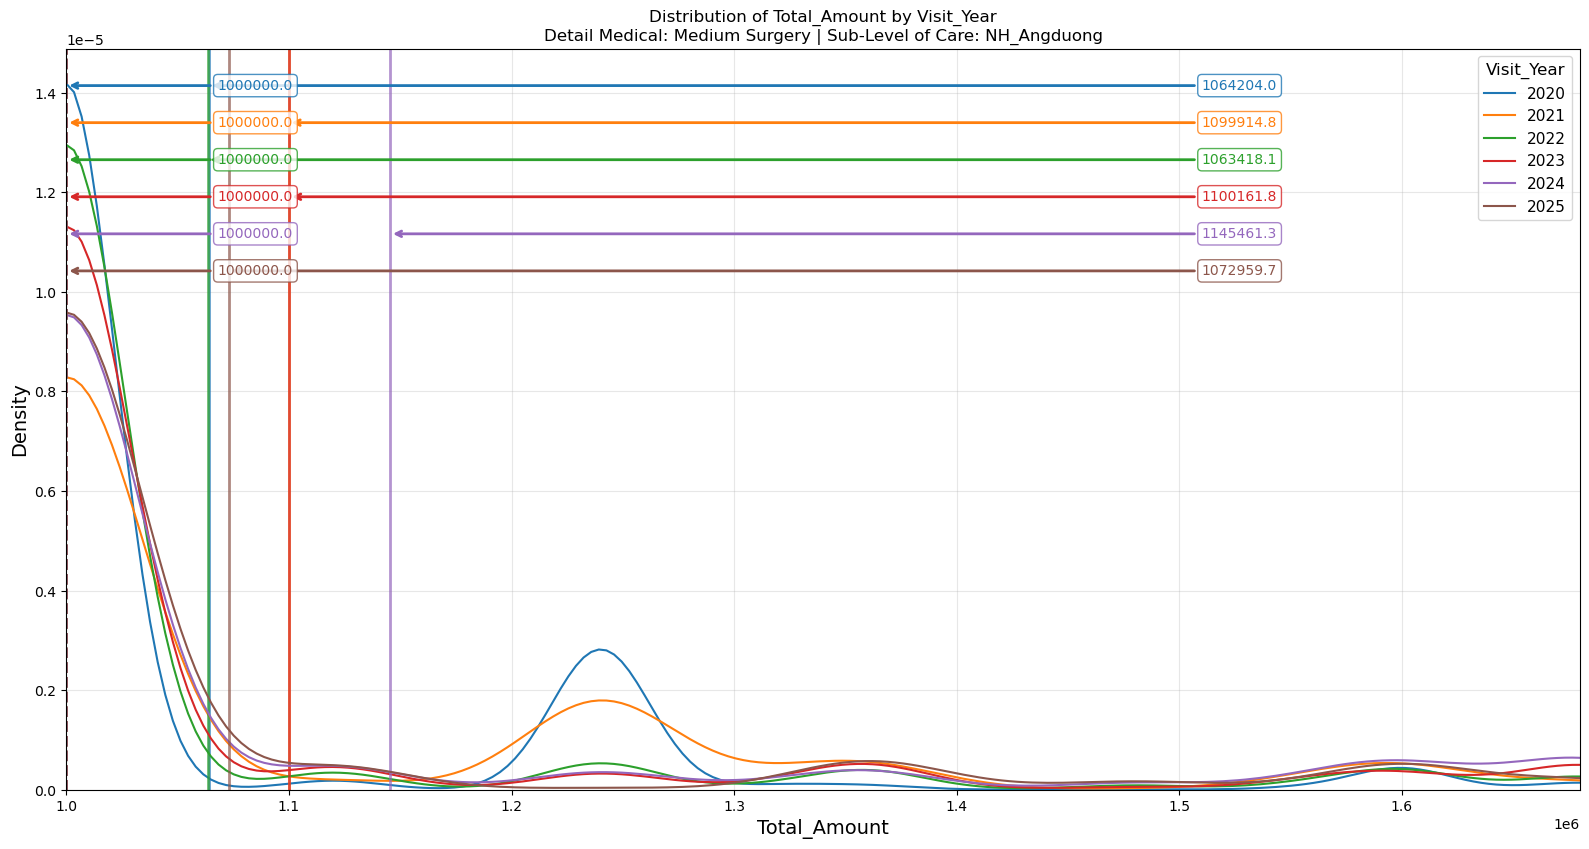 Distribution of Total_Amount by Visit_Year
Detail Medical: Medium Surgery | Sub-Level of Care: NH_Angduong
1e−5
Visit_Year
2020
2021
2022
2023
2024
2025
1000000.0 1064204.0
1000000.0 1099914.8
1000000.0 1063418.1
1000000.0 1100161.8
1000000.0 1145461.3
1000000.0 1072959.7
Density
1.4
1.2
1.0
0.8
0.6
0.4
0.2
0.0
1.0 1.1 1.2 1.3 1.4 1.5 1.6
1e6
Total_Amount